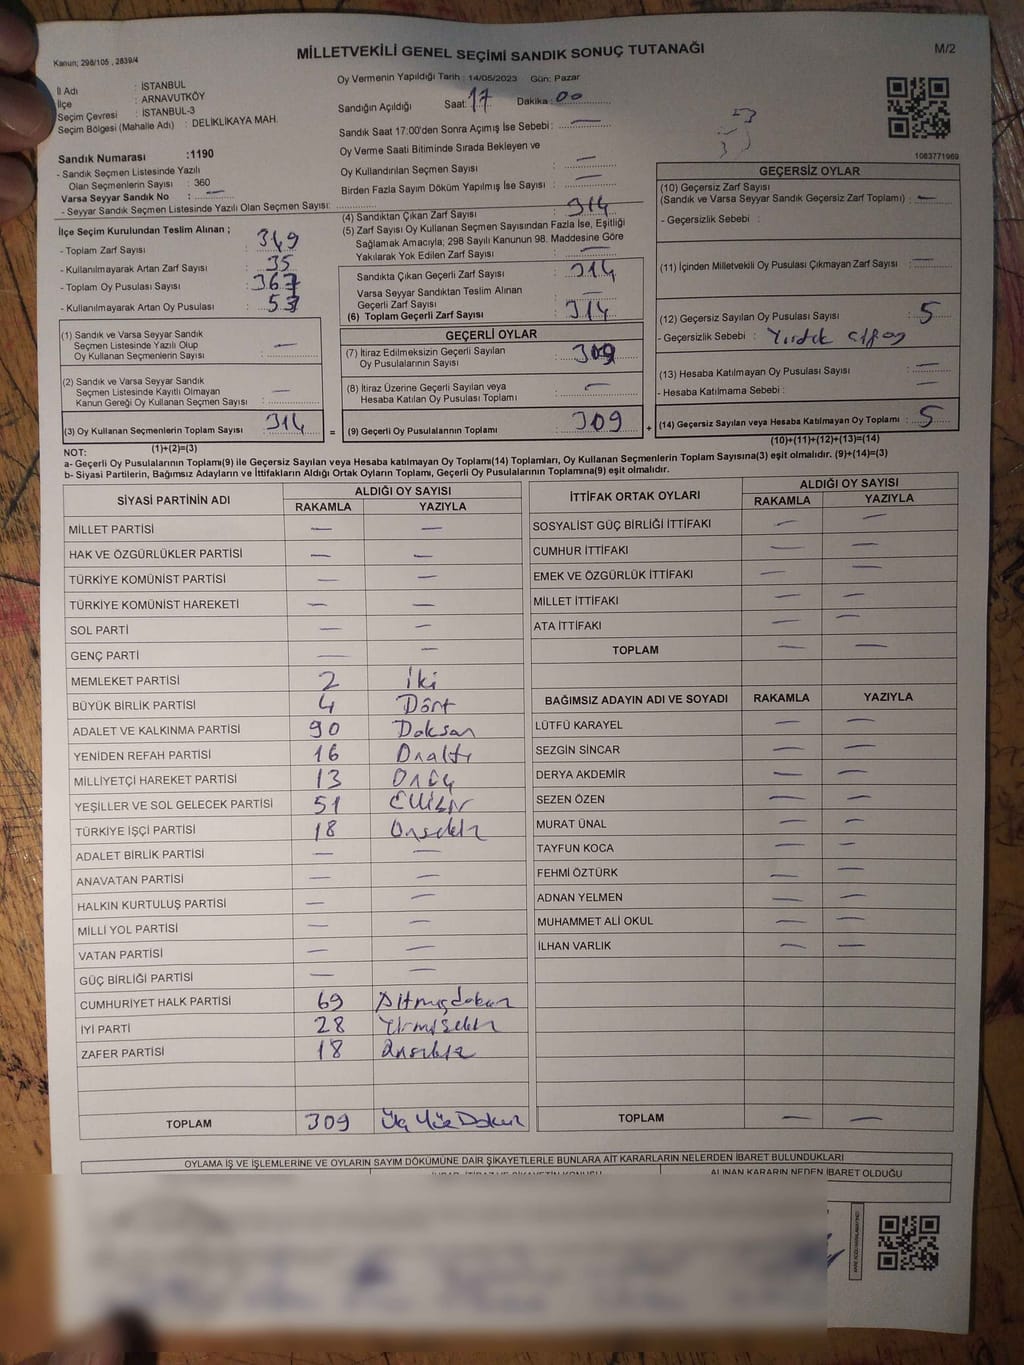 Kanun; 298/105 , 2839/4
MİLLETVEKİLİ GENEL SEÇİMİ SANDIK SONUÇ TUTANAĞI
M/2
İl Adı : İSTANBUL
İlçe : ARNAVUTKÖY
Seçim Çevresi : İSTANBUL-3
Seçim Bölgesi (Mahalle Adı) : DELİKLİKAYA MAH.
Sandık Numarası :1190
- Sandık Seçmen Listesinde Yazılı
Olan Seçmenlerin Sayısı : 360
Varsa Seyyar Sandık No : —
- Seyyar Sandık Seçmen Listesinde Yazılı Olan Seçmen Sayısı:
Oy Vermenin Yapıldığı Tarih : 14/05/2023 Gün: Pazar
Sandığın Açıldığı Saat: 17 Dakika: 00
Sandık Saat 17:00'den Sonra Açımış İse Sebebi : —
Oy Verme Saati Bitiminde Sırada Bekleyen ve
Oy Kullandırılan Seçmen Sayısı —
Birden Fazla Sayım Döküm Yapılmış İse Sayısı : —
1083771969
İlçe Seçim Kurulundan Teslim Alınan ;
- Toplam Zarf Sayısı : 349
- Kullanılmayarak Artan Zarf Sayısı : 35
- Toplam Oy Pusulası Sayısı : 367
- Kullanılmayarak Artan Oy Pusulası : 53
(1) Sandık ve Varsa Seyyar Sandık
Seçmen Listesinde Yazılı Olup
Oy Kullanan Seçmenlerin Sayısı : —
(2) Sandık ve Varsa Seyyar Sandık
Seçmen Listesinde Kayıtlı Olmayan
Kanun Gereği Oy Kullanan Seçmen Sayısı : —
(3) Oy Kullanan Seçmenlerin Toplam Sayısı : 314
(1)+(2)=(3)
(4) Sandıktan Çıkan Zarf Sayısı : 314
(5) Zarf Sayısı Oy Kullanan Seçmen Sayısından Fazla İse, Eşitliği
Sağlamak Amacıyla; 298 Sayılı Kanunun 98. Maddesine Göre
Yakılarak Yok Edilen Zarf Sayısı : —
Sandıkta Çıkan Geçerli Zarf Sayısı : 314
Varsa Seyyar Sandıktan Teslim Alınan
Geçerli Zarf Sayısı : —
(6) Toplam Geçerli Zarf Sayısı : 314
GEÇERLİ OYLAR
(7) İtiraz Edilmeksizin Geçerli Sayılan
Oy Pusulalarının Sayısı : 309
(8) İtiraz Üzerine Geçerli Sayılan veya
Hesaba Katılan Oy Pusulası Toplamı : —
= (9) Geçerli Oy Pusulalarının Toplamı : 309 +
GEÇERSİZ OYLAR
(10) Geçersiz Zarf Sayısı
(Sandık ve Varsa Seyyar Sandık Geçersiz Zarf Toplamı) : —
- Geçersizlik Sebebi :
(11) İçinden Milletvekili Oy Pusulası Çıkmayan Zarf Sayısı : —
(12) Geçersiz Sayılan Oy Pusulası Sayısı : 5
- Geçersizlik Sebebi : Yırtık
(13) Hesaba Katılmayan Oy Pusulası Sayısı : —
- Hesaba Katılmama Sebebi : —
(14) Geçersiz Sayılan veya Hesaba Katılmayan Oy Toplamı : 5
(10)+(11)+(12)+(13)=(14)
NOT:
a- Geçerli Oy Pusulalarının Toplamı(9) ile Geçersiz Sayılan veya Hesaba katılmayan Oy Toplamı(14) Toplamları, Oy Kullanan Seçmenlerin Toplam Sayısına(3) eşit olmalıdır. (9)+(14)=(3)
b- Siyasi Partilerin, Bağımsız Adayların ve İttifakların Aldığı Ortak Oyların Toplamı, Geçerli Oy Pusulalarının Toplamına(9) eşit olmalıdır.
SİYASİ PARTİNİN ADI ALDIĞI OY SAYISI
RAKAMLA YAZIYLA
MİLLET PARTİSİ — —
HAK VE ÖZGÜRLÜKLER PARTİSİ — —
TÜRKİYE KOMÜNİST PARTİSİ — —
TÜRKİYE KOMÜNİST HAREKETİ — —
SOL PARTİ — —
GENÇ PARTİ — —
MEMLEKET PARTİSİ 2 İki
BÜYÜK BİRLİK PARTİSİ 4 Dört
ADALET VE KALKINMA PARTİSİ 90 Doksan
YENİDEN REFAH PARTİSİ 16 Onaltı
MİLLİYETÇİ HAREKET PARTİSİ 13 Onüç
YEŞİLLER VE SOL GELECEK PARTİSİ 51 Ellibir
TÜRKİYE İŞÇİ PARTİSİ 18 Onsekiz
ADALET BİRLİK PARTİSİ — —
ANAVATAN PARTİSİ — —
HALKIN KURTULUŞ PARTİSİ — —
MİLLİ YOL PARTİSİ — —
VATAN PARTİSİ — —
GÜÇ BİRLİĞİ PARTİSİ — —
CUMHURİYET HALK PARTİSİ 69 Altmışdokuz
İYİ PARTİ 28 Yirmisekiz
ZAFER PARTİSİ 18 Onsekiz
TOPLAM 309 Üç Yüz Dokuz
İTTİFAK ORTAK OYLARI ALDIĞI OY SAYISI
RAKAMLA YAZIYLA
SOSYALİST GÜÇ BİRLİĞİ İTTİFAKI — —
CUMHUR İTTİFAKI — —
EMEK VE ÖZGÜRLÜK İTTİFAKI — —
MİLLET İTTİFAKI — —
ATA İTTİFAKI — —
TOPLAM — —
BAĞIMSIZ ADAYIN ADI VE SOYADI RAKAMLA YAZIYLA
LÜTFÜ KARAYEL — —
SEZGİN SİNCAR — —
DERYA AKDEMİR — —
SEZEN ÖZEN — —
MURAT ÜNAL — —
TAYFUN KOCA — —
FEHMİ ÖZTÜRK — —
ADNAN YELMEN — —
MUHAMMET ALİ OKUL — —
İLHAN VARLIK — —
TOPLAM — —
OYLAMA İŞ VE İŞLEMLERİNE VE OYLARIN SAYIM DÖKÜMÜNE DAİR ŞİKAYETLERLE BUNLARA AİT KARARLARIN NELERDEN İBARET BULUNDUKLARI
ALINAN KARARIN NEDEN İBARET OLDUĞU